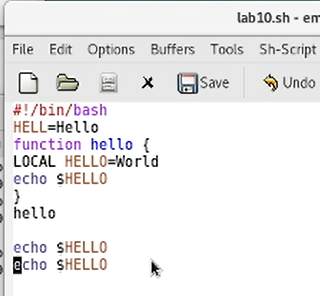 lab10.sh - em
File Edit Options Buffers Tools Sh-Script
Save Undo
#!/bin/bash
HELL=Hello
function hello {
LOCAL HELLO=World
echo $HELLO
}
hello
echo $HELLO
echo $HELLO